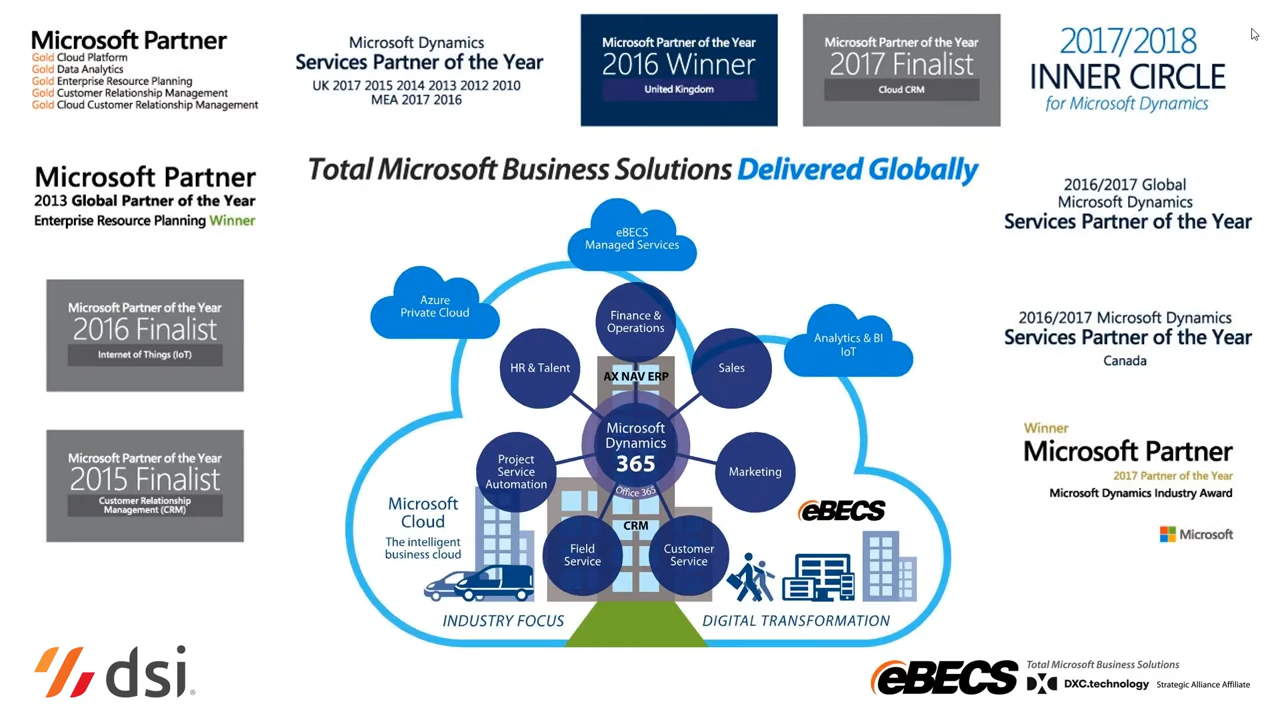 Microsoft Partner
Gold Cloud Platform
Gold Data Analytics
Gold Enterprise Resource Planning
Gold Customer Relationship Management
Gold Cloud Customer Relationship Management
Microsoft Dynamics
Services Partner of the Year
UK 2017 2015 2014 2013 2012 2010
MEA 2017 2016
Microsoft Partner of the Year
2016 Winner
United Kingdom
Microsoft Partner of the Year
2017 Finalist
Cloud CRM
2017/2018
INNER CIRCLE
for Microsoft Dynamics
Microsoft Partner
2013 Global Partner of the Year
Enterprise Resource Planning Winner
Total Microsoft Business Solutions Delivered Globally
2016/2017 Global
Microsoft Dynamics
Services Partner of the Year
Microsoft Partner of the Year
2016 Finalist
Internet of Things (IoT)
2016/2017 Microsoft Dynamics
Services Partner of the Year
Canada
Microsoft Partner of the Year
2015 Finalist
Customer Relationship
Management (CRM)
Winner
Microsoft Partner
2017 Partner of the Year
Microsoft Dynamics Industry Award
Microsoft
eBECS
Managed Services
Azure
Private Cloud
Analytics & BI
IoT
Finance &
Operations
HR & Talent
AX NAV ERP
Sales
Microsoft
Dynamics
365
Office 365
Project
Service
Automation
Marketing
Microsoft
Cloud
The intelligent
business cloud
CRM
eBECS
Field
Service
Customer
Service
INDUSTRY FOCUS
DIGITAL TRANSFORMATION
dsi
eBECS
Total Microsoft Business Solutions
DXC.technology Strategic Alliance Affiliate